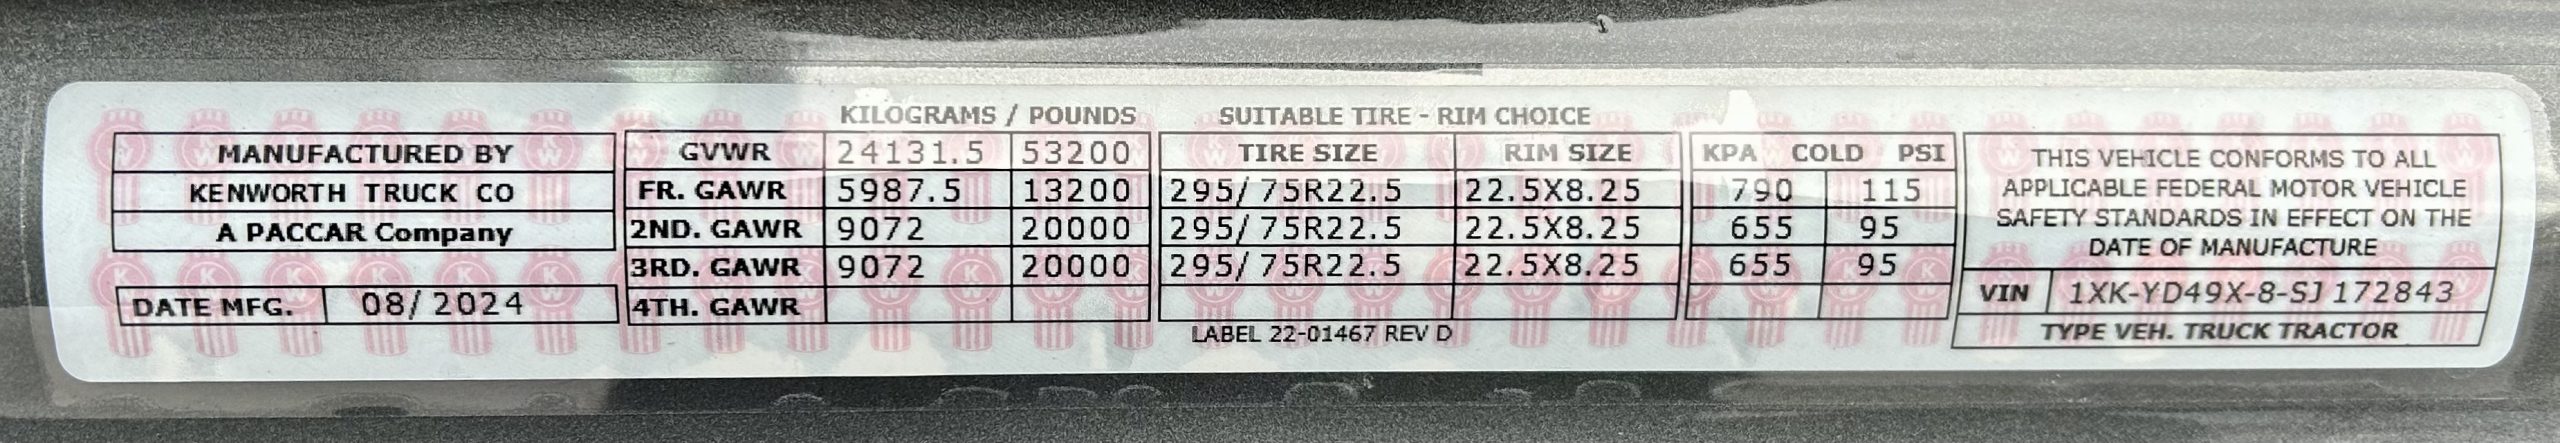 KILOGRAMS / POUNDS SUITABLE TIRE - RIM CHOICE
MANUFACTURED BY
KENWORTH TRUCK CO
A PACCAR Company
DATE MFG. 08/2024
GVWR 24131.5 53200
FR. GAWR 5987.5 13200
2ND. GAWR 9072 20000
3RD. GAWR 9072 20000
4TH. GAWR
TIRE SIZE RIM SIZE
295/75R22.5 22.5X8.25
295/75R22.5 22.5X8.25
295/75R22.5 22.5X8.25
LABEL 22-01467 REV D
KPA COLD PSI
790 115
655 95
655 95
THIS VEHICLE CONFORMS TO ALL
APPLICABLE FEDERAL MOTOR VEHICLE
SAFETY STANDARDS IN EFFECT ON THE
DATE OF MANUFACTURE
VIN 1XK-YD49X-8-SJ172843
TYPE VEH. TRUCK TRACTOR